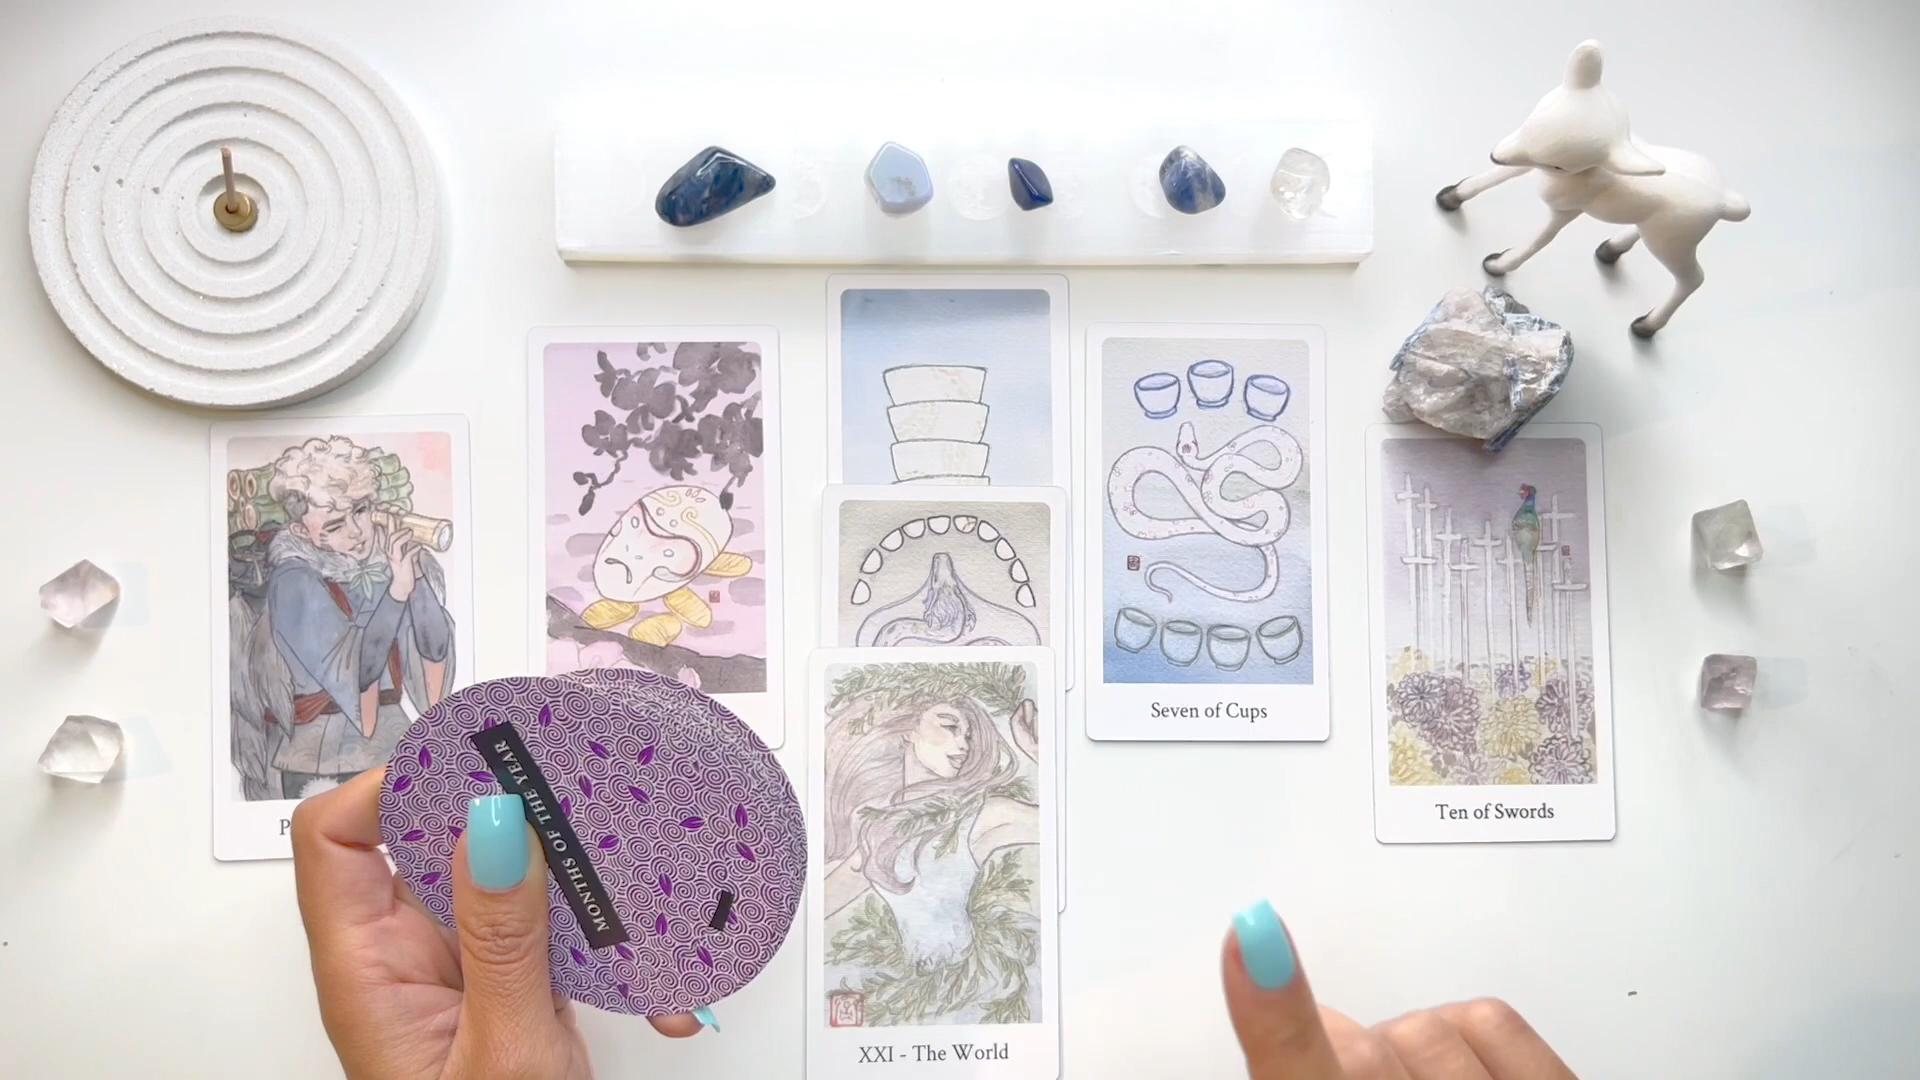 Seven of Cups
Ten of Swords
P
MONTHS OF THE YEAR
XXI - The World